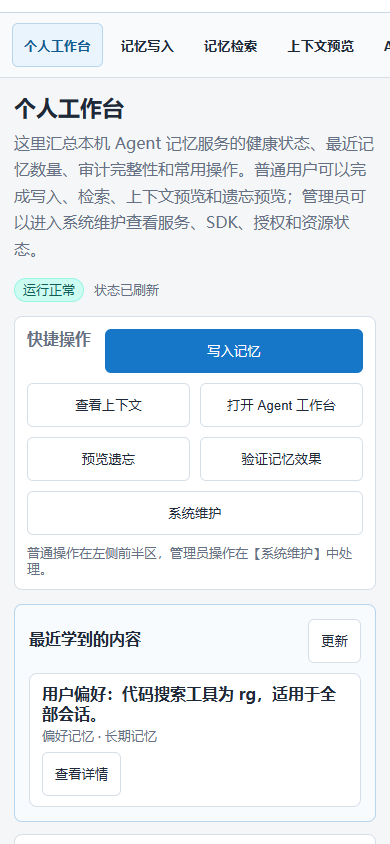 个人工作台 记忆写入 记忆检索 上下文预览
个人工作台
这里汇总本机 Agent 记忆服务的健康状态、最近记
忆数量、审计完整性和常用操作。普通用户可以完
成写入、检索、上下文预览和遗忘预览；管理员可
以进入系统维护查看服务、SDK、授权和资源状
态。
运行正常 状态已刷新
快捷操作 写入记忆
查看上下文 打开 Agent 工作台
预览遗忘 验证记忆效果
系统维护
普通操作在左侧前半区，管理员操作在【系统维护】中处
理。
最近学到的内容 更新
用户偏好：代码搜索工具为 rg，适用于全
部会话。
偏好记忆 · 长期记忆
查看详情